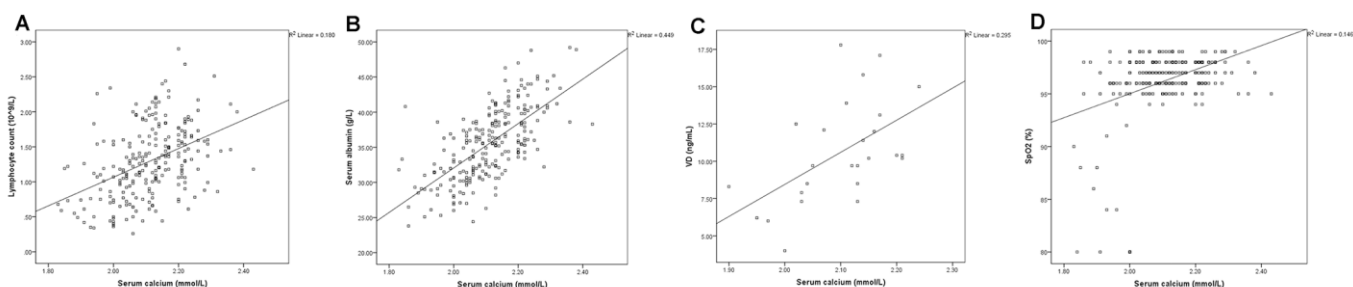 A
R² Linear = 0.180
Lymphocyte count (10^9/L)
3.00
2.50
2.00
1.50
1.00
.50
.00
1.80
2.00
2.20
2.40
Serum calcium (mmol/L)
B
R² Linear = 0.449
Serum albumin (g/L)
50.00
45.00
40.00
35.00
30.00
25.00
20.00
1.80
2.00
2.20
2.40
Serum calcium (mmol/L)
C
R² Linear = 0.295
VD (ng/mL)
17.50
15.00
12.50
10.00
7.50
5.00
1.90
2.00
2.10
2.20
2.30
Serum calcium (mmol/L)
D
R² Linear = 0.146
SpO2 (%)
100
95
90
85
80
1.80
2.00
2.20
2.40
Serum calcium (mmol/L)